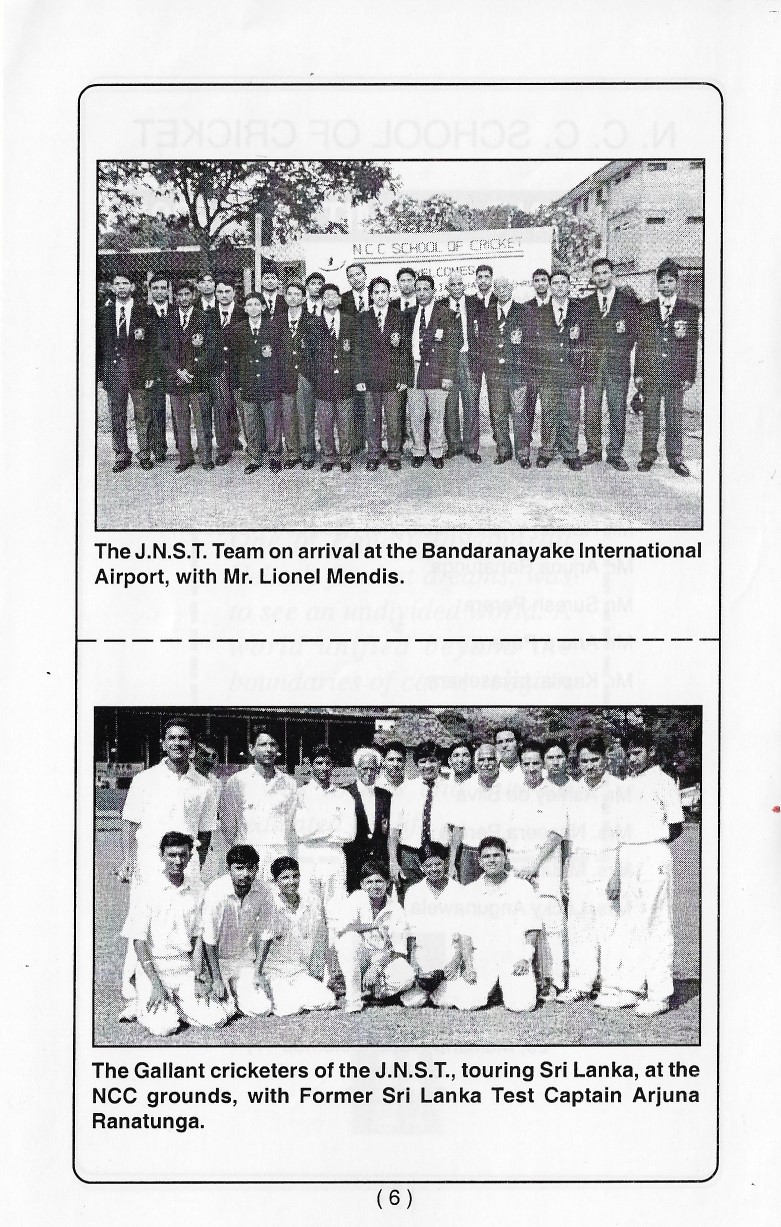 N C C SCHOOL OF CRICKET
WELCOMES
The J.N.S.T. Team on arrival at the Bandaranayake International
Airport, with Mr. Lionel Mendis.
The Gallant cricketers of the J.N.S.T., touring Sri Lanka, at the
NCC grounds, with Former Sri Lanka Test Captain Arjuna
Ranatunga.
( 6 )